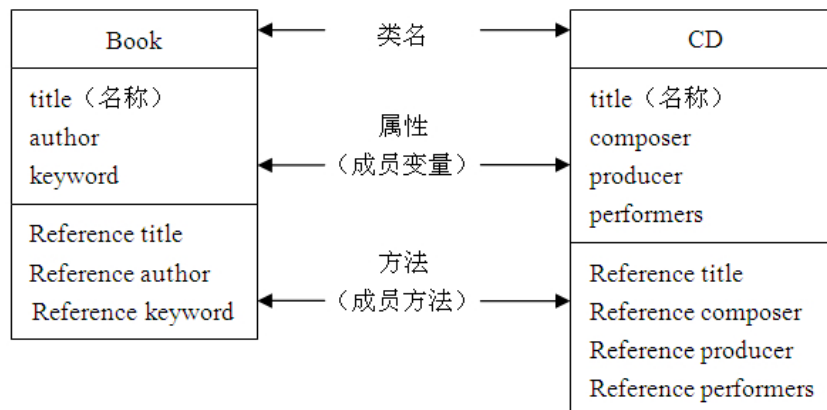 Book
title（名称）
author
keyword
Reference title
Reference author
Reference keyword
类名
属性
（成员变量）
方法
（成员方法）
CD
title（名称）
composer
producer
performers
Reference title
Reference composer
Reference producer
Reference performers